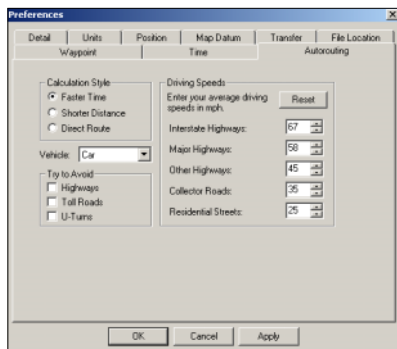 Preferences
Detail Units Position Map Datum Transfer File Location
Waypoint Time Autorouting
Calculation Style
Faster Time
Shorter Distance
Direct Route
Vehicle: Car
Try to Avoid
Highways
Toll Roads
U-Turns
Driving Speeds
Enter your average driving
speeds in mph.
Reset
Interstate Highways: 67
Major Highways: 58
Other Highways: 45
Collector Roads: 35
Residential Streets: 25
OK Cancel Apply